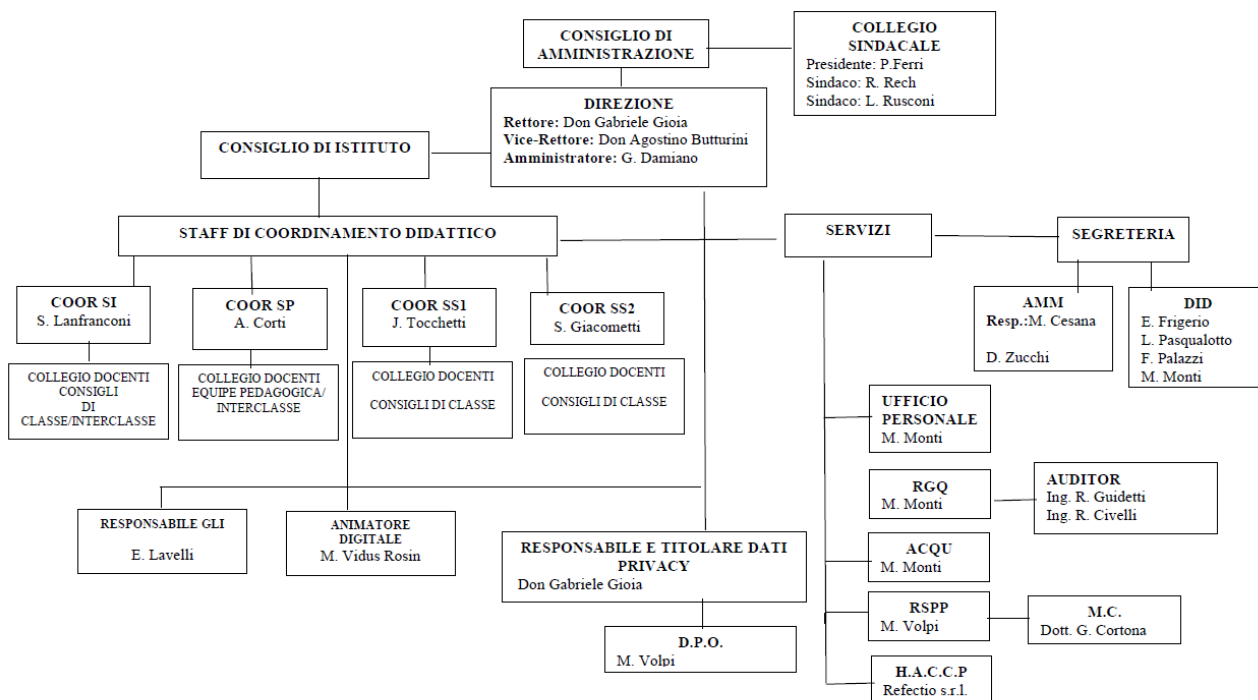 CONSIGLIO DI
AMMINISTRAZIONE
COLLEGIO
SINDACALE
Presidente: P.Ferri
Sindaco: R. Rech
Sindaco: L. Rusconi
DIREZIONE
Rettore: Don Gabriele Gioia
Vice-Rettore: Don Agostino Butturini
Amministratore: G. Damiano
CONSIGLIO DI ISTITUTO
STAFF DI COORDINAMENTO DIDATTICO
SERVIZI
SEGRETERIA
COOR SI
S. Lanfranconi
COOR SP
A. Corti
COOR SS1
J. Tocchetti
COOR SS2
S. Giacometti
AMM
Resp.:M. Cesana
D. Zucchi
DID
E. Frigerio
L. Pasqualotto
F. Palazzi
M. Monti
COLLEGIO DOCENTI
CONSIGLI
DI
CLASSE/INTERCLASSE
COLLEGIO DOCENTI
EQUIPE PEDAGOGICA/
INTERCLASSE
COLLEGIO DOCENTI
CONSIGLI DI CLASSE
COLLEGIO DOCENTI
CONSIGLI DI CLASSE
UFFICIO
PERSONALE
M. Monti
RGQ
M. Monti
AUDITOR
Ing. R. Guidetti
Ing. R. Civelli
RESPONSABILE GLI
E. Lavelli
ANIMATORE
DIGITALE
M. Vidus Rosin
RESPONSABILE E TITOLARE DATI
PRIVACY
Don Gabriele Gioia
ACQU
M. Monti
RSPP
M. Volpi
M.C.
Dott. G. Cortona
D.P.O.
M. Volpi
H.A.C.C.P
Refectio s.r.l.